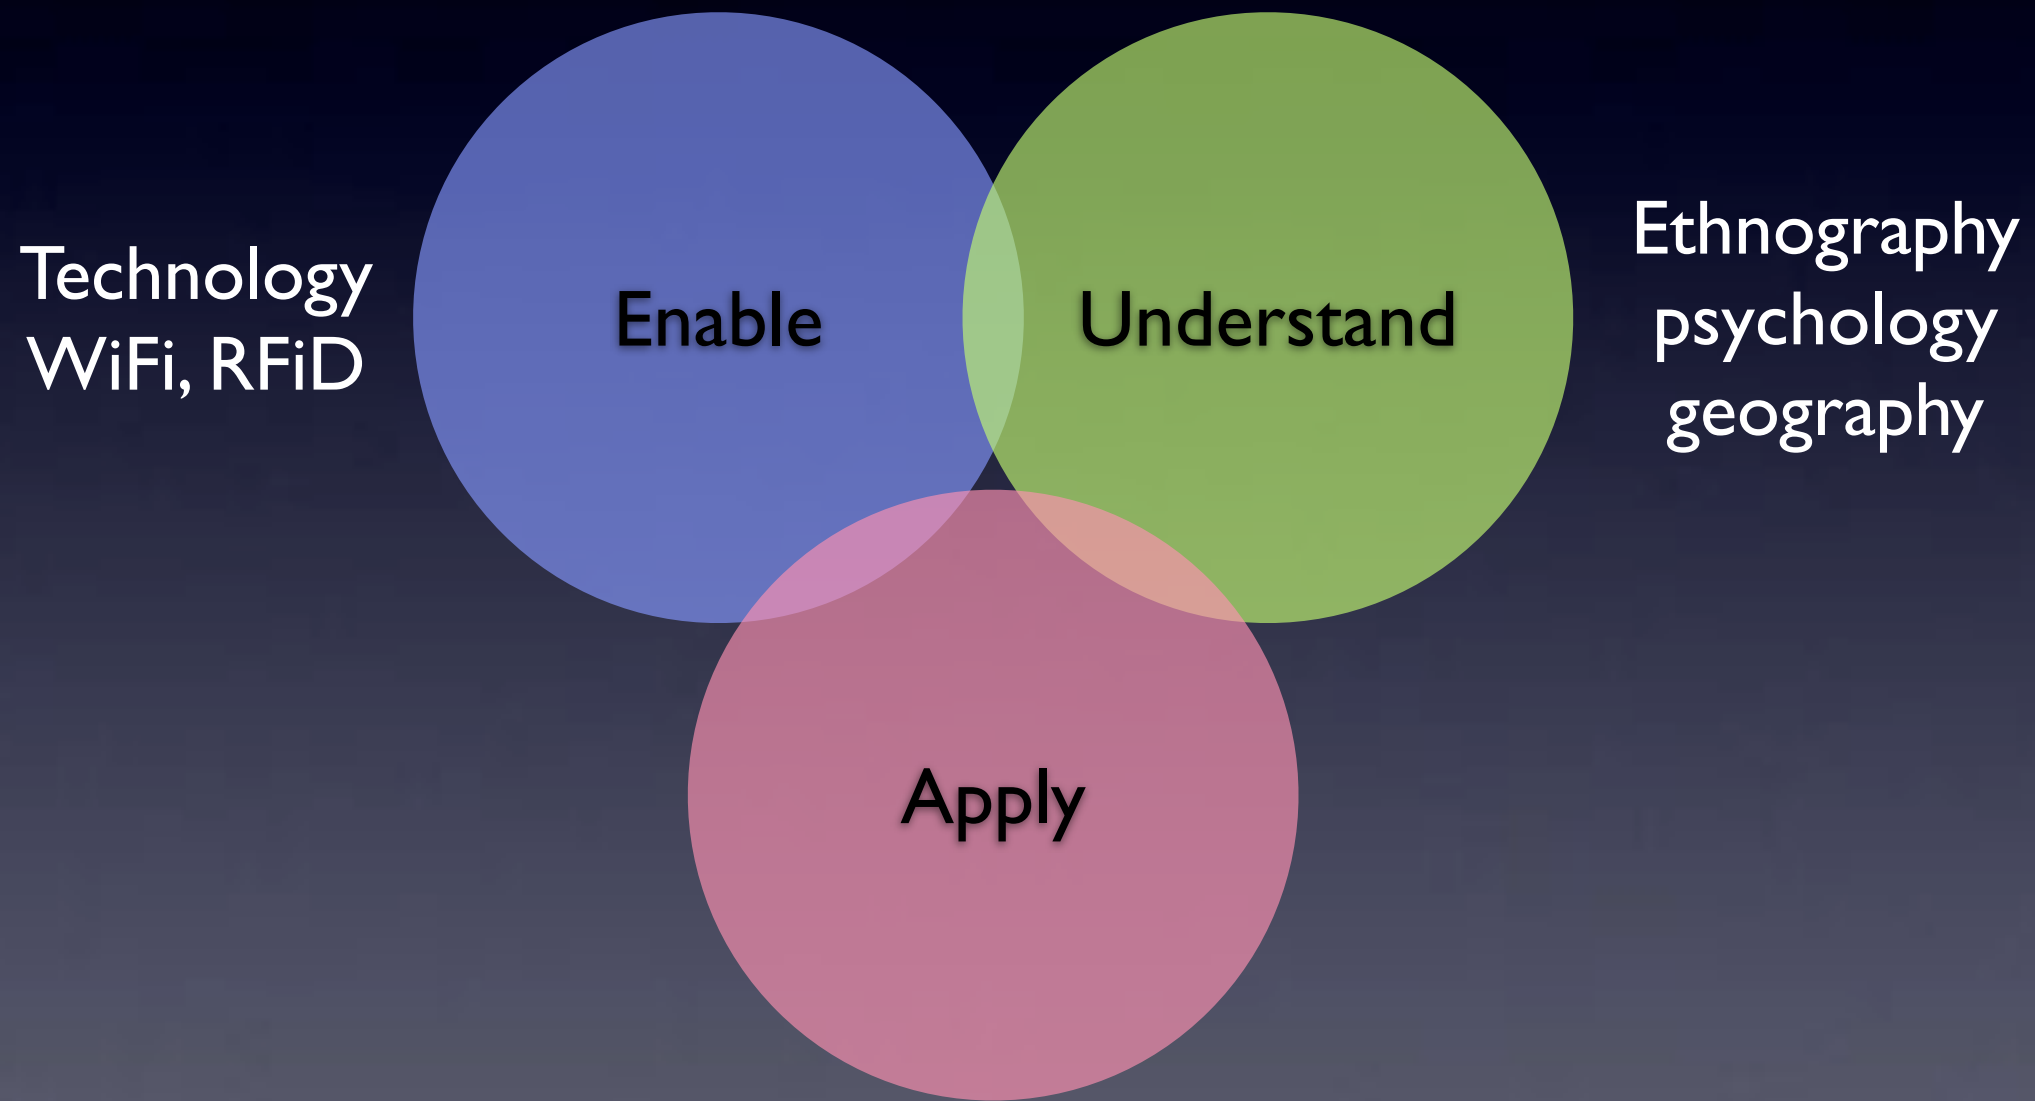 Technology
WiFi, RFiD
Enable
Understand
Ethnography
psychology
geography
Apply